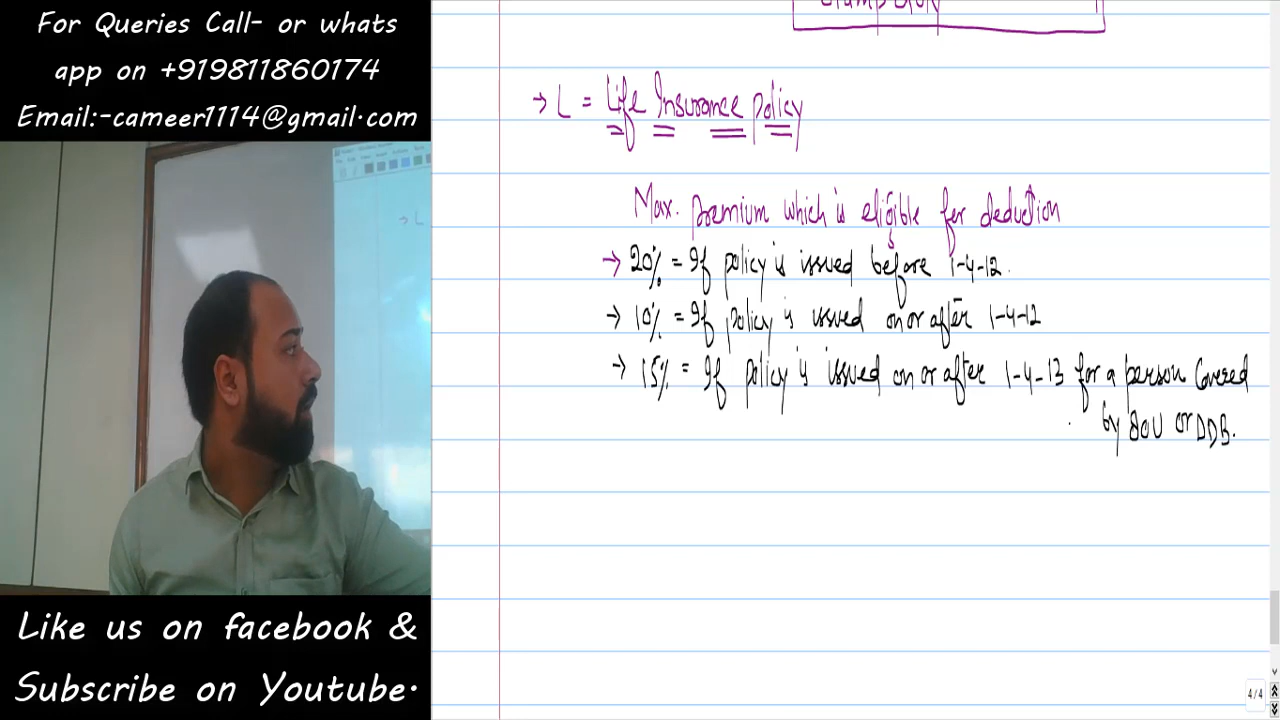 For Queries Call- or whats
app on +919811860174
Email:-cameer1114@gmail.com
→ L = Life Insurance policy
Max. premium which is eligible for deduction
→ 20% = If policy is issued before 1-4-12.
→ 10% = If policy is issued on or after 1-4-12
→ 15% = If policy is issued on or after 1-4-13 for a person Covered
by 80U or DDB.
Like us on facebook &
Subscribe on Youtube.
4/4